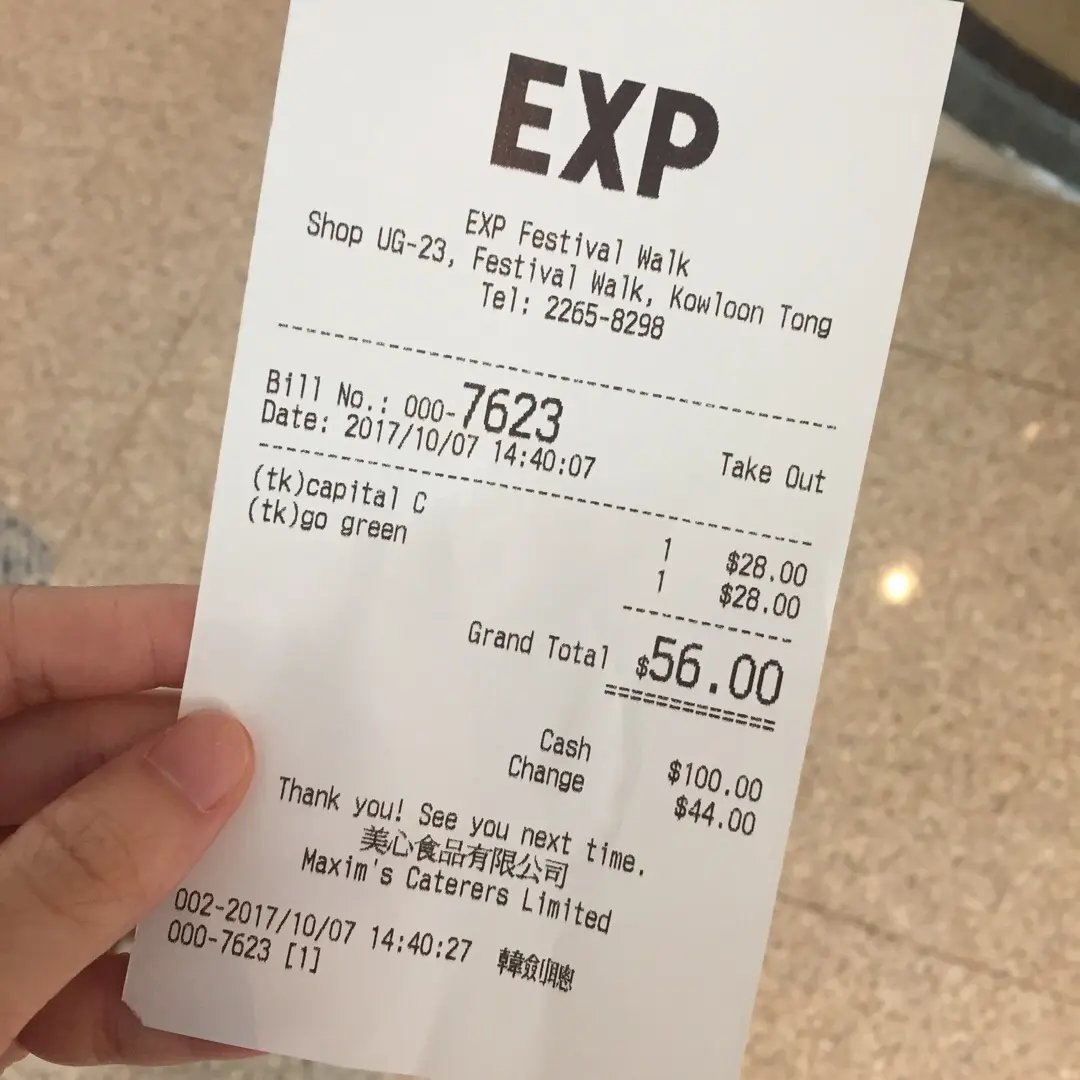 EXP
EXP Festival Walk
Shop UG-23, Festival Walk, Kowloon Tong
Tel: 2265-8298
Bill No.: 000-7623
Date: 2017/10/07 14:40:07 Take Out
(tk)capital C 1 $28.00
(tk)go green 1 $28.00
Grand Total $56.00
Cash $100.00
Change $44.00
Thank you! See you next time.
美心食品有限公司
Maxim's Caterers Limited
002-2017/10/07 14:40:27 韓劍聰
000-7623 [1]